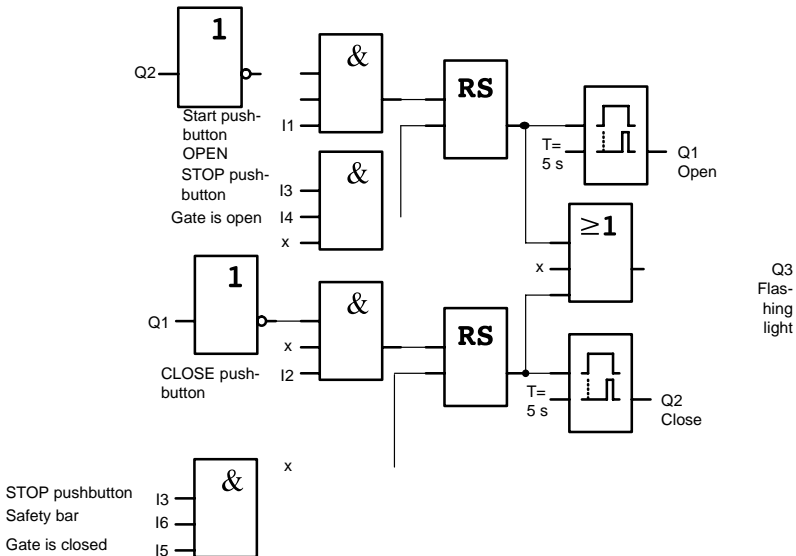 1
Q2
&
Start push-
button
OPEN
I1
RS
T=
5 s
Q1
Open
STOP push-
button
I3
Gate is open
I4
x
&
≥1
x
Q3
Flas-
hing
light
1
Q1
&
x
CLOSE push-
button
I2
RS
T=
5 s
Q2
Close
x
&
STOP pushbutton
I3
Safety bar
I6
Gate is closed
I5